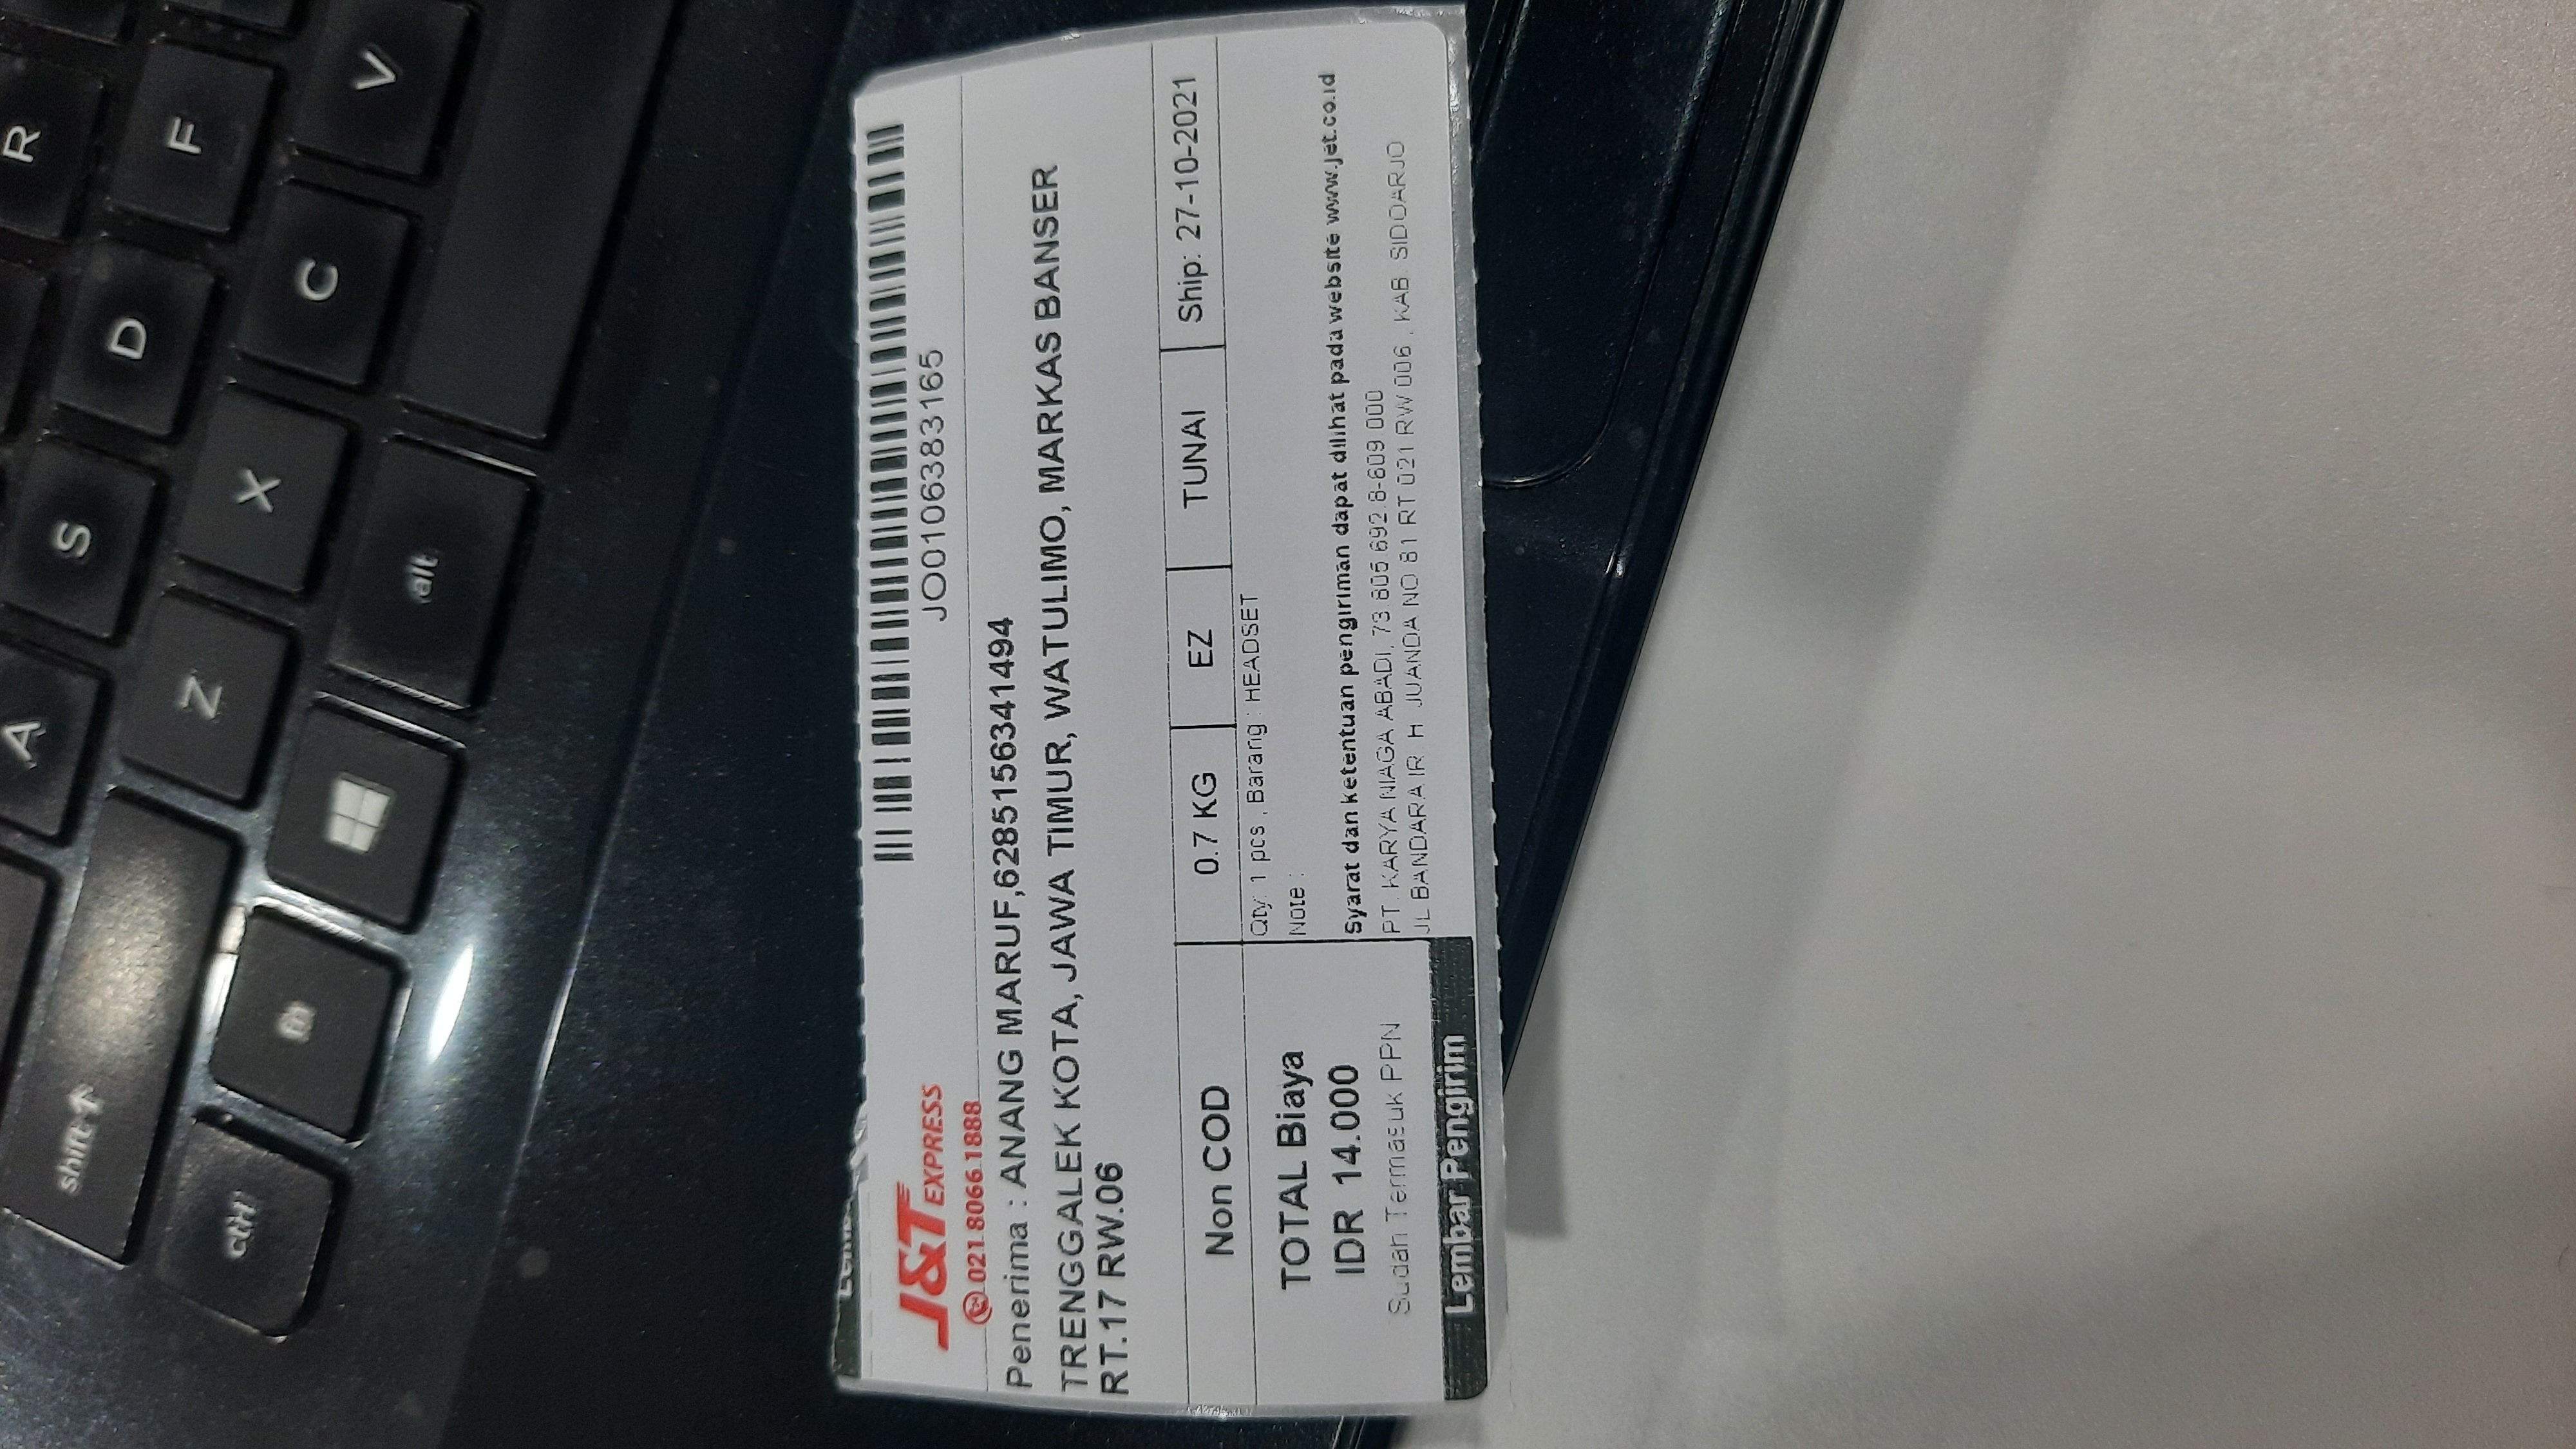 A
R
shift
S
D
F
Z
X
C
V
ctrl
fn
alt
J&T EXPRESS
021 8066 1888
JO0106383165
Penerima : ANANG MARUF,6285156341494
TRENGGALEK KOTA, JAWA TIMUR, WATULIMO, MARKAS BANSER
RT.17 RW.06
Non COD
0.7 KG
EZ
TUNAI
Ship: 27-10-2021
TOTAL Biaya
IDR 14.000
Sudah Termasuk PPN
Lembar Pengirim
Qty: 1 pcs , Barang : HEADSET
Note :
Syarat dan ketentuan pengiriman dapat dilihat pada website www.jet.co.id
PT. KARYA NIAGA ABADI, 73.805.692.8-609.000
JL BANDARA IR. H. JUANDA NO 81 RT 021 RW 006 , KAB. SIDOARJO